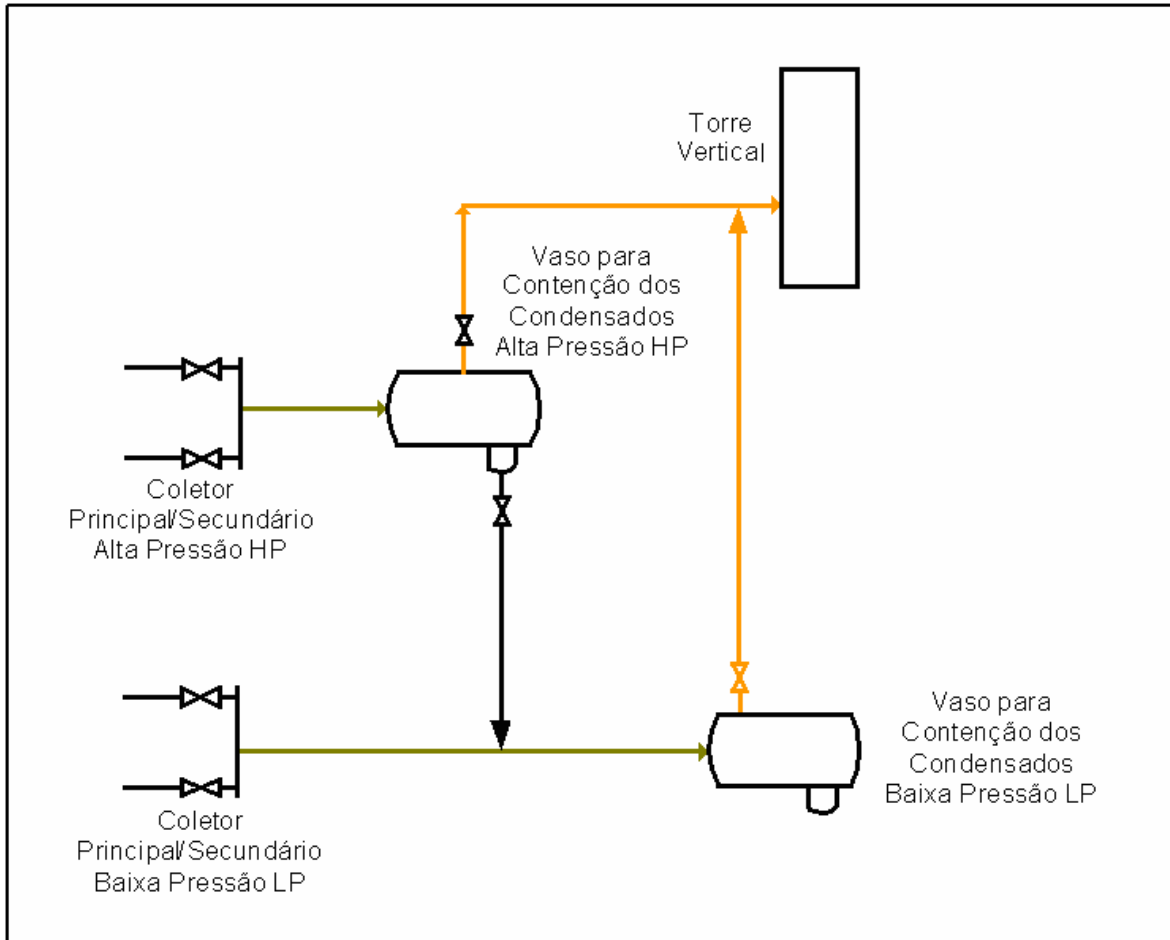 Torre
Vertical
Vaso para
Contenção dos
Condensados
Alta Pressão HP
Coletor
Principal/Secundário
Alta Pressão HP
Vaso para
Contenção dos
Condensados
Baixa Pressão LP
Coletor
Principal/Secundário
Baixa Pressão LP